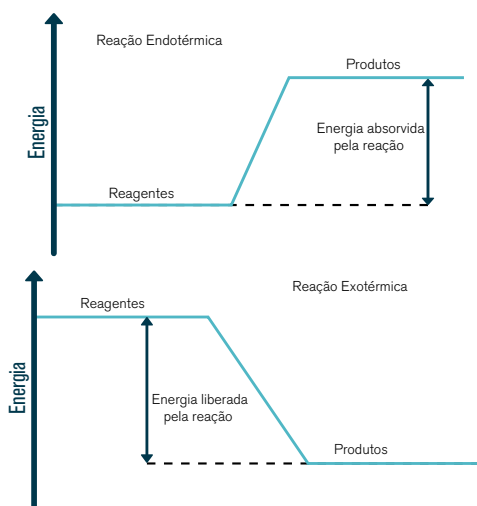 Reação Endotérmica
Produtos
Energia
Energia absorvida
pela reação
Reagentes
Reação Exotérmica
Reagentes
Energia
Energia liberada
pela reação
Produtos